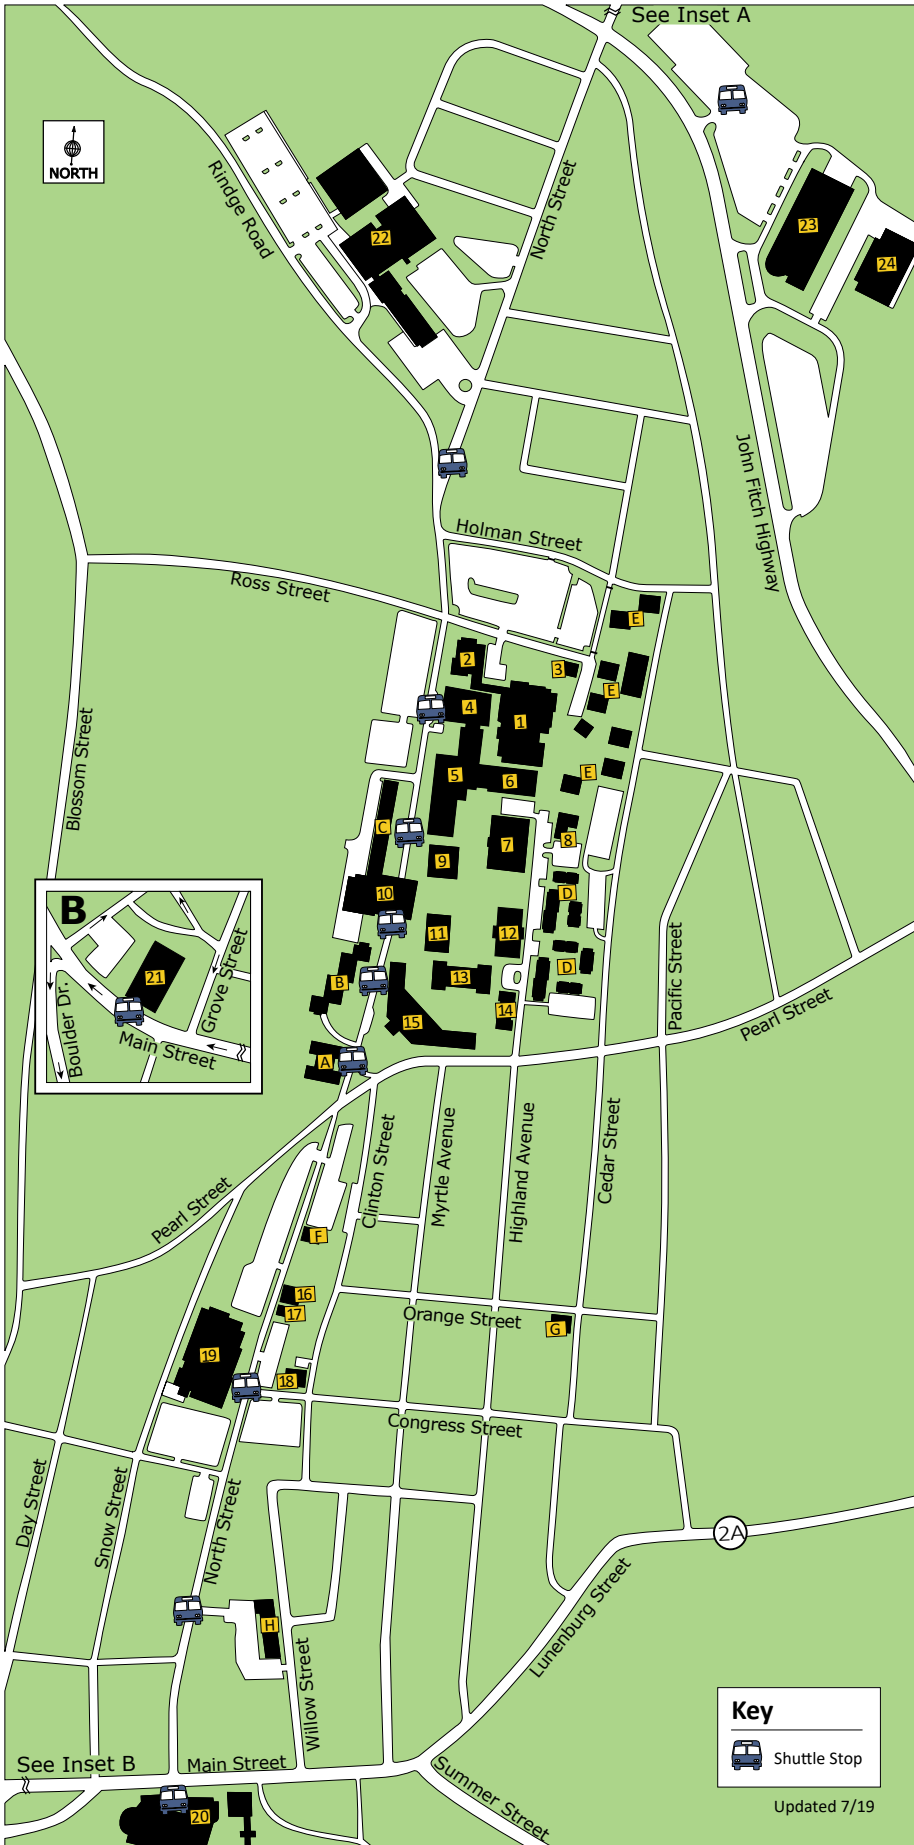 See Inset A
NORTH
Rindge Road
North Street
22
23
24
John Fitch Highway
Holman Street
Ross Street
E
2
3
E
4
1
Blossom Street
5
6
E
C
7
8
9
10
D
B
11
12
Pacific Street
21
Grove Street
Boulder Dr.
Main Street
B
13
D
14
15
Pearl Street
A
Clinton Street
Myrtle Avenue
Highland Avenue
Cedar Street
Pearl Street
F
16
17
Orange Street
G
19
18
Congress Street
Day Street
Snow Street
North Street
2A
Lunenburg Street
H
Willow Street
See Inset B
Main Street
Summer Street
20
Key
Shuttle Stop
Updated 7/19